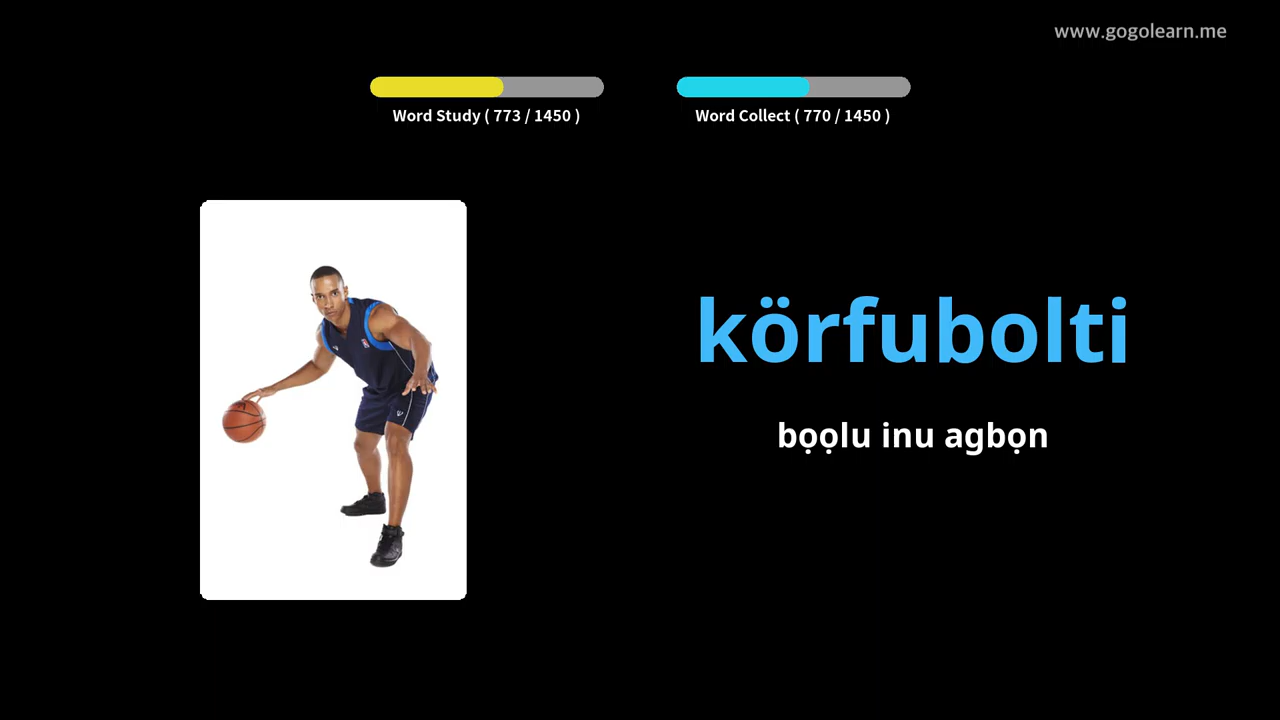 www.gogolearn.me
Word Study ( 773 / 1450 )
Word Collect ( 770 / 1450 )
körfubolti
bọọlu inu agbọn